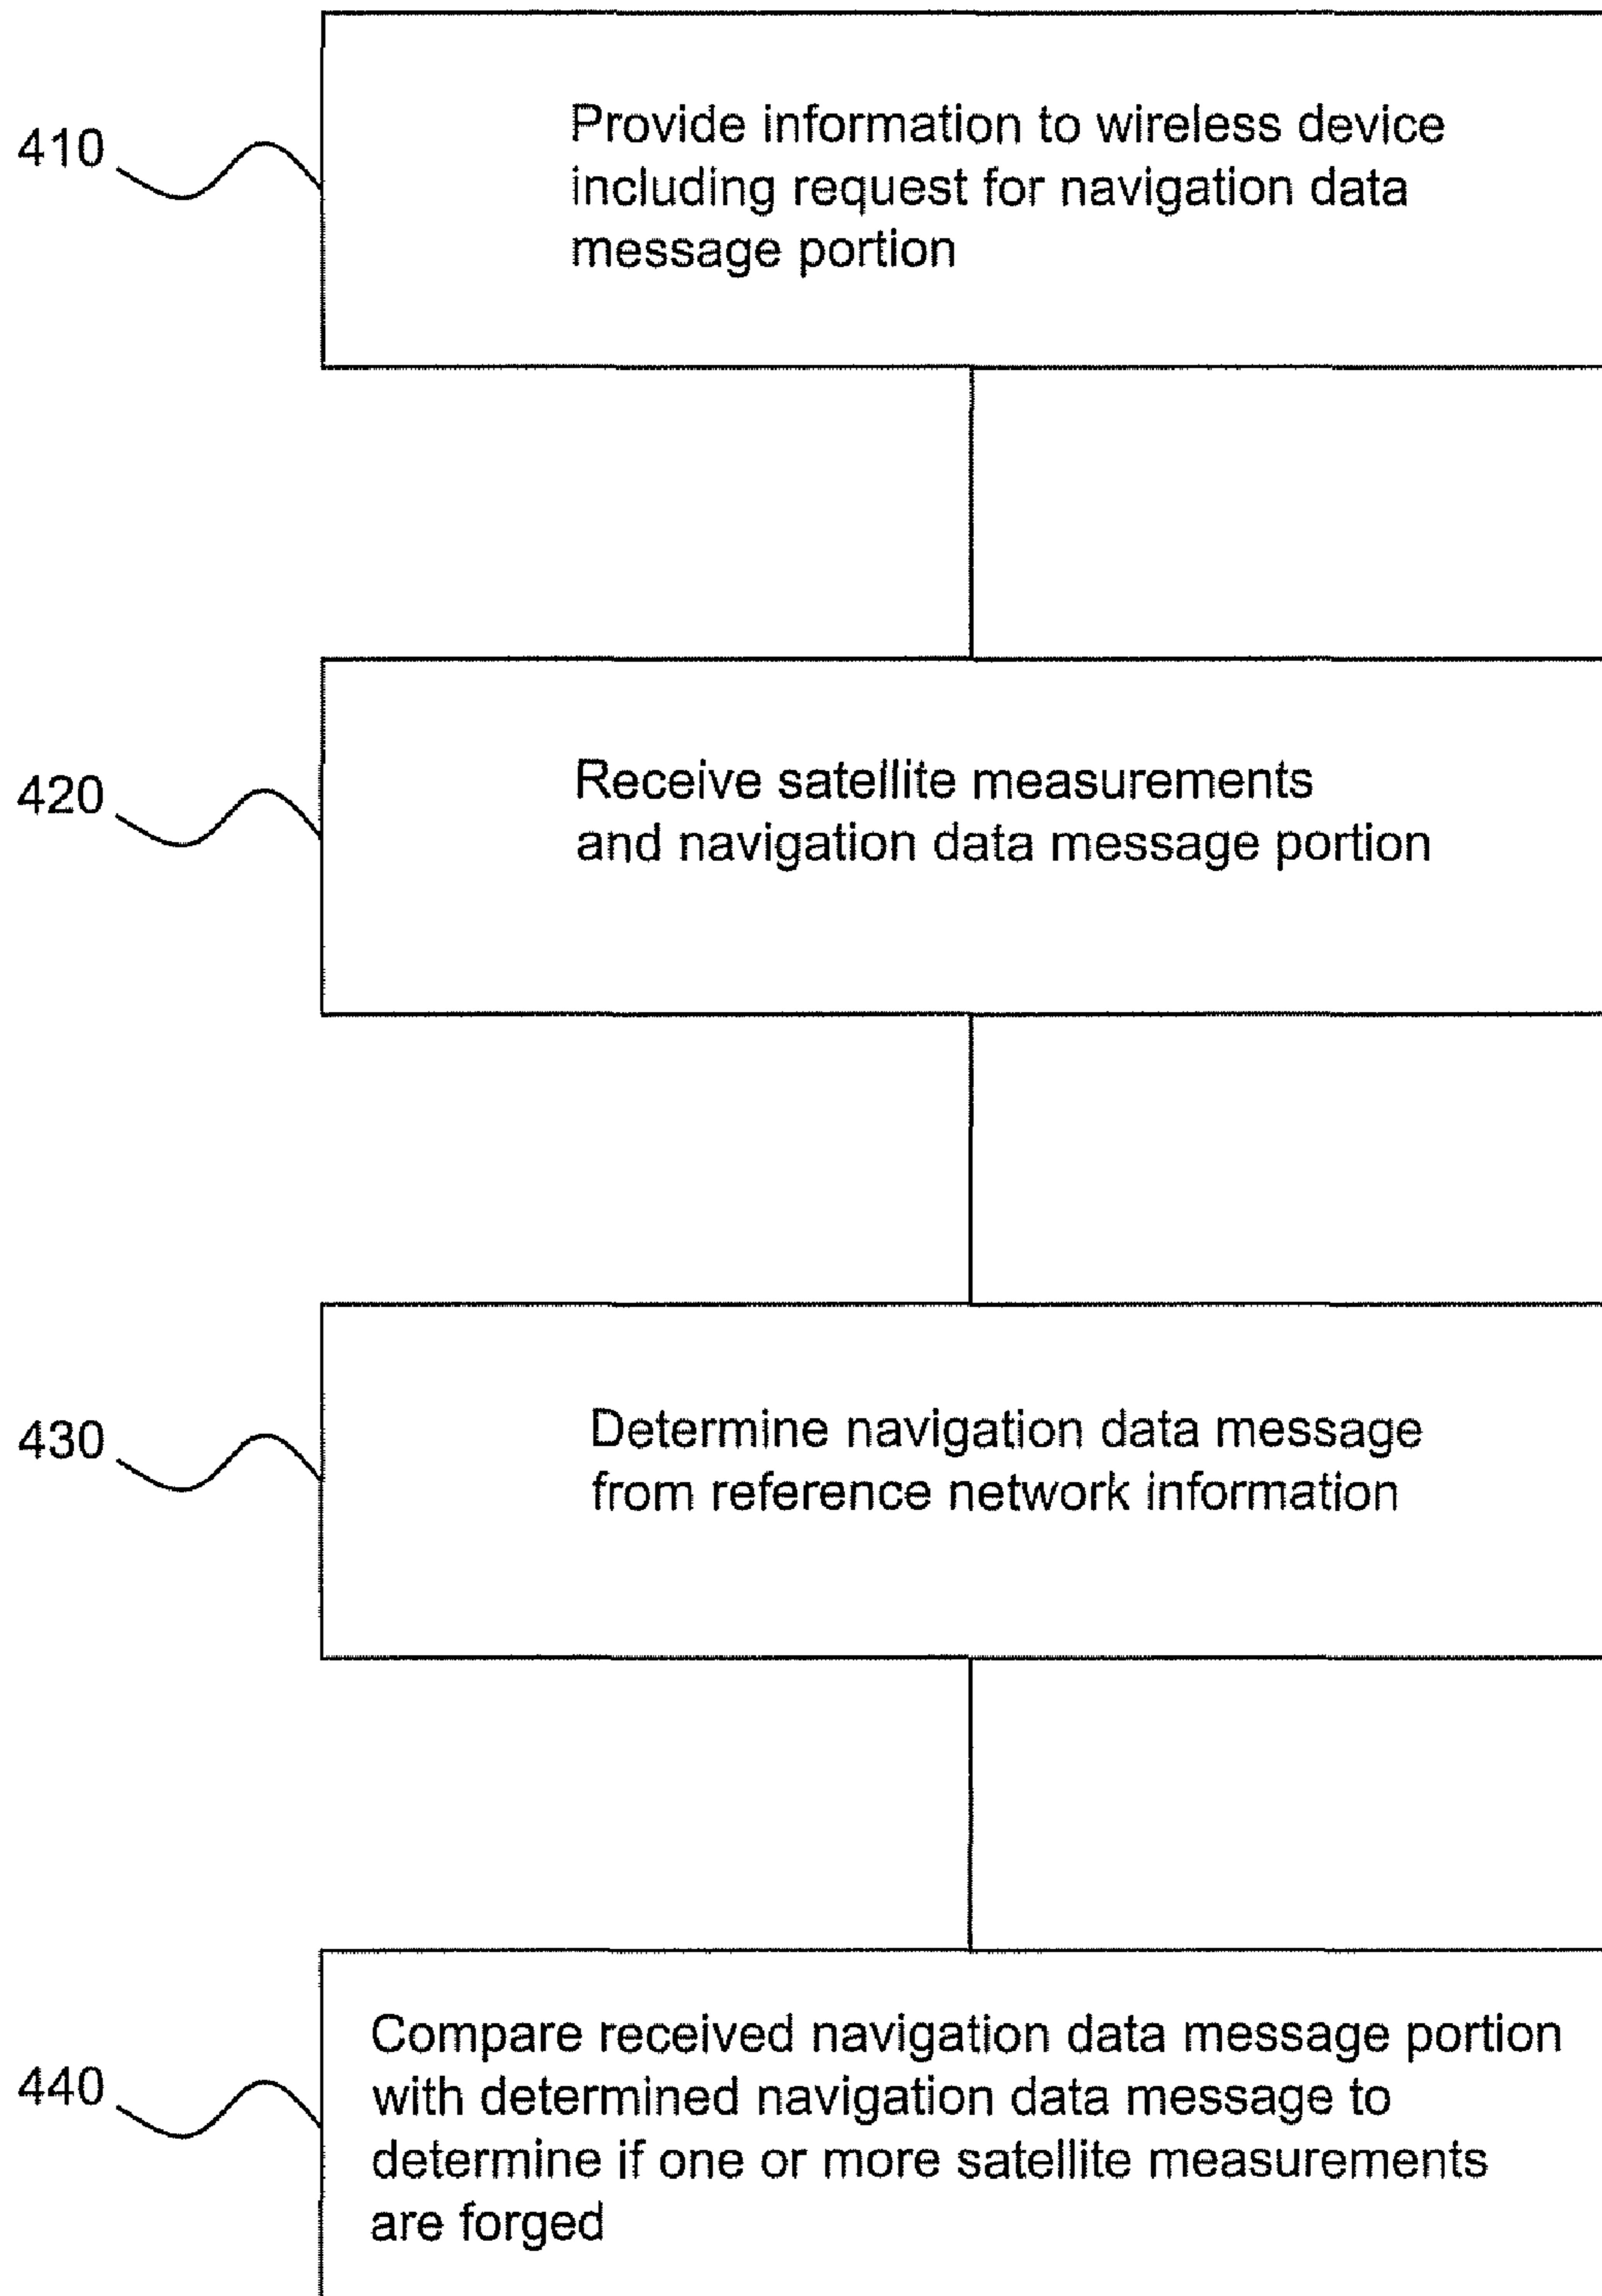 410
Provide information to wireless device
including request for navigation data
message portion
420
Receive satellite measurements
and navigation data message portion
430
Determine navigation data message
from reference network information
440
Compare received navigation data message portion
with determined navigation data message to
determine if one or more satellite measurements
are forged